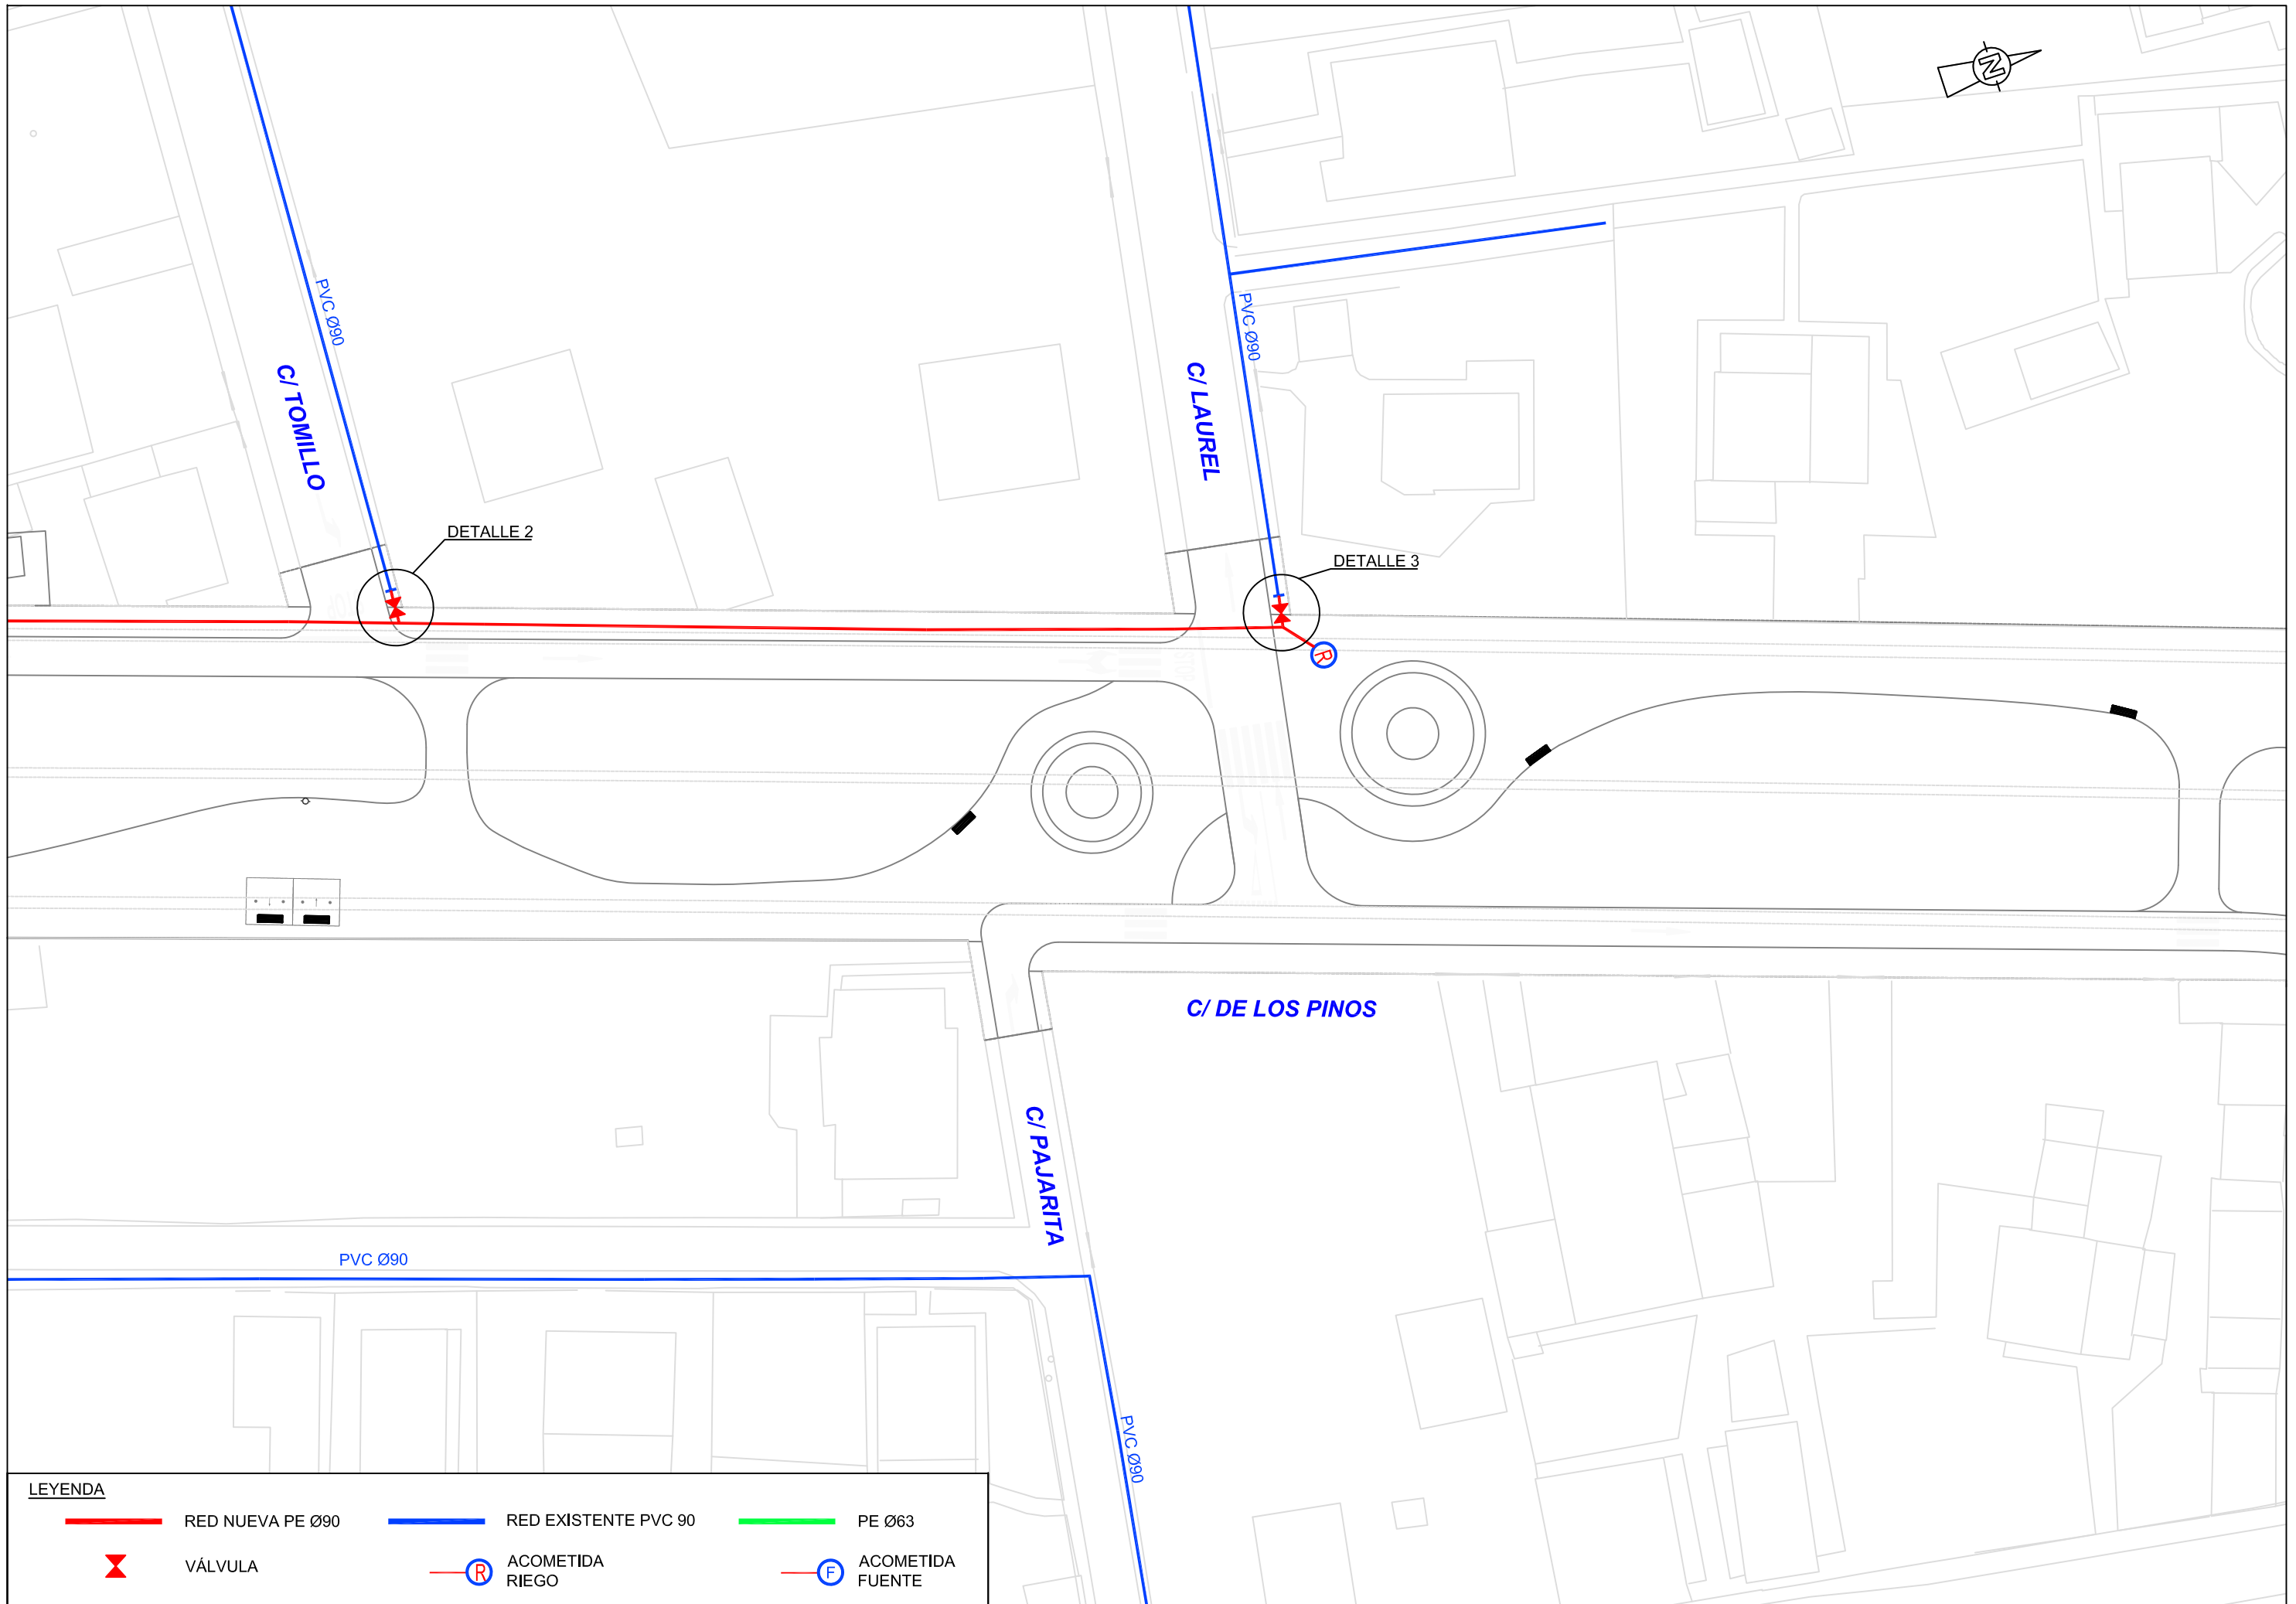 N
PVC Ø90
PVC Ø90
C/ TOMILLO
C/ LAUREL
DETALLE 2
DETALLE 3
R
STOP
C/ DE LOS PINOS
C/ PAJARITA
PVC Ø90
PVC Ø90
LEYENDA
RED NUEVA PE Ø90
RED EXISTENTE PVC 90
PE Ø63
VÁLVULA
R
ACOMETIDA
RIEGO
F
ACOMETIDA
FUENTE